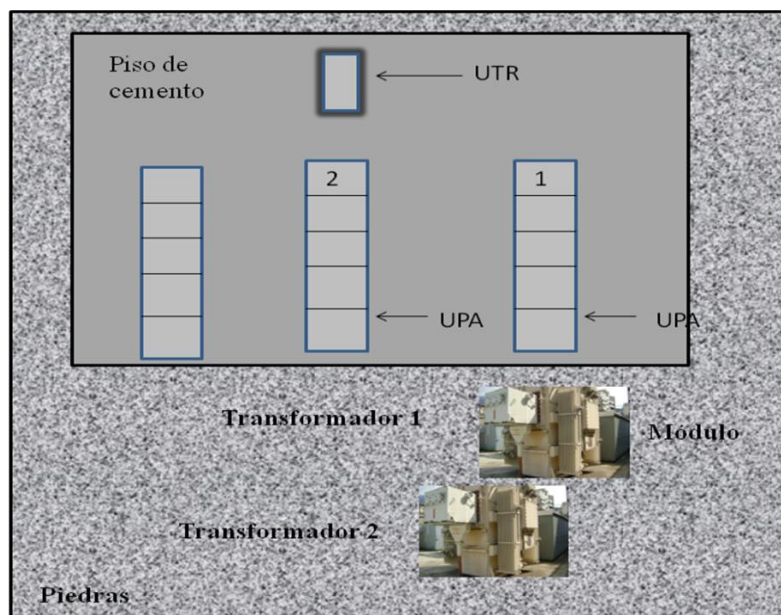 Piso de
cemento
UTR
2
1
UPA
UPA
Transformador 1
Módulo
Transformador 2
Piedras